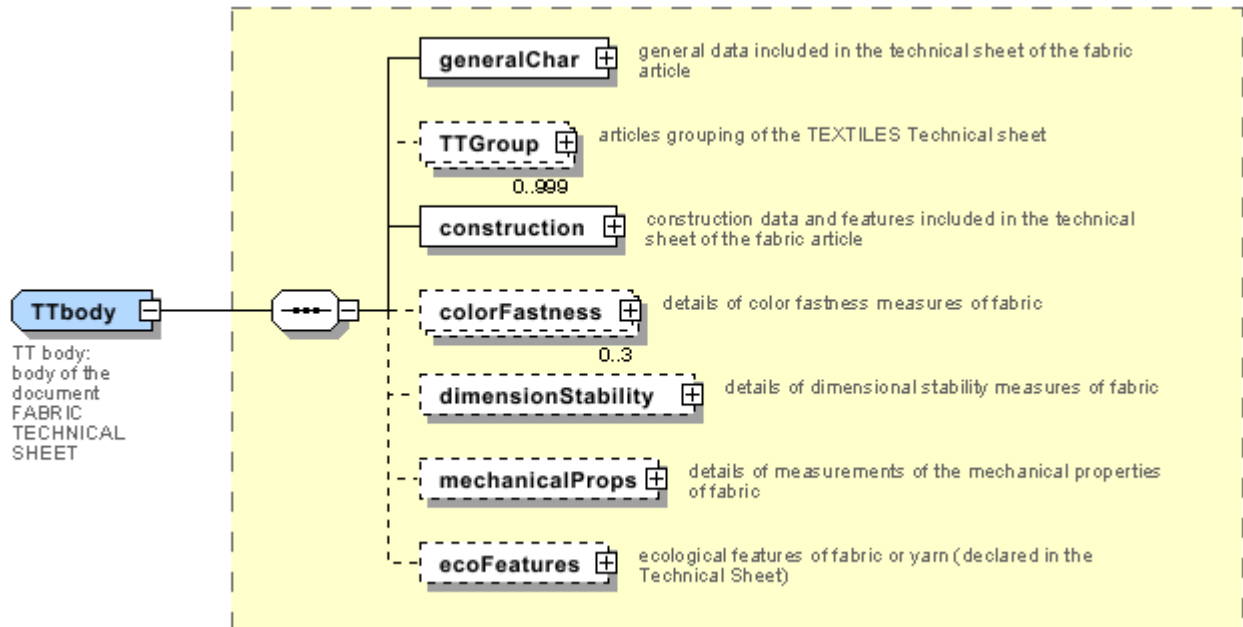 generalChar
general data included in the technical sheet of the fabric
article
TTGroup
articles grouping of the TEXTILES Technical sheet
0..999
construction
construction data and features included in the technical
sheet of the fabric article
TTbody
TT body:
body of the
document
FABRIC
TECHNICAL
SHEET
colorFastness
details of color fastness measures of fabric
0..3
dimensionStability
details of dimensional stability measures of fabric
mechanicalProps
details of measurements of the mechanical properties
of fabric
ecoFeatures
ecological features of fabric or yarn (declared in the
Technical Sheet)